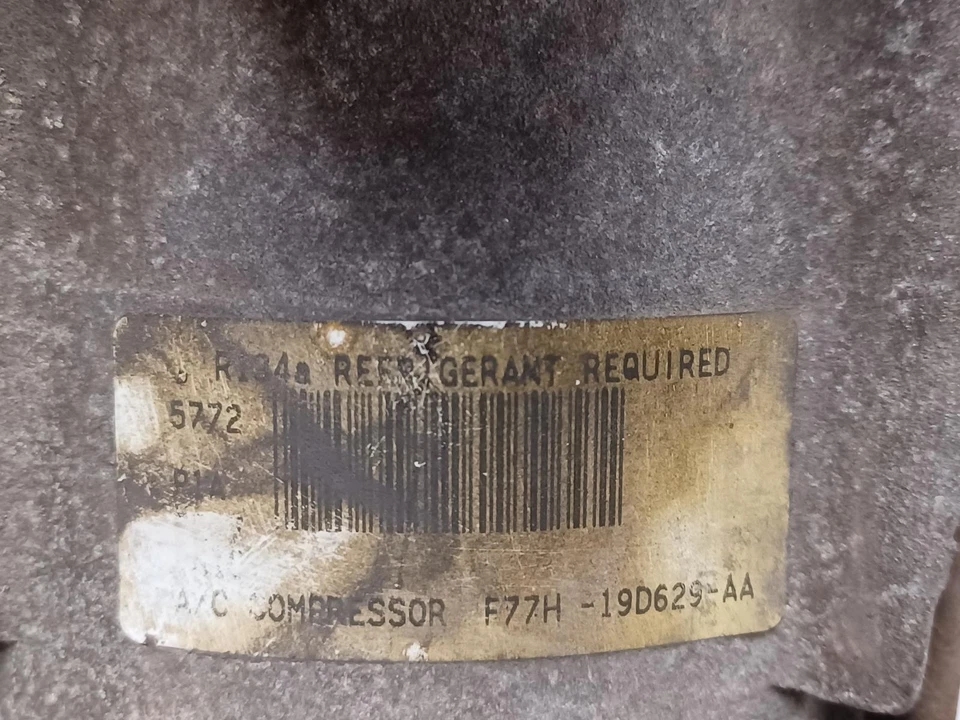 R134a REFRIGERANT REQUIRED
5772
A/C COMPRESSOR F77H -19D629-AA